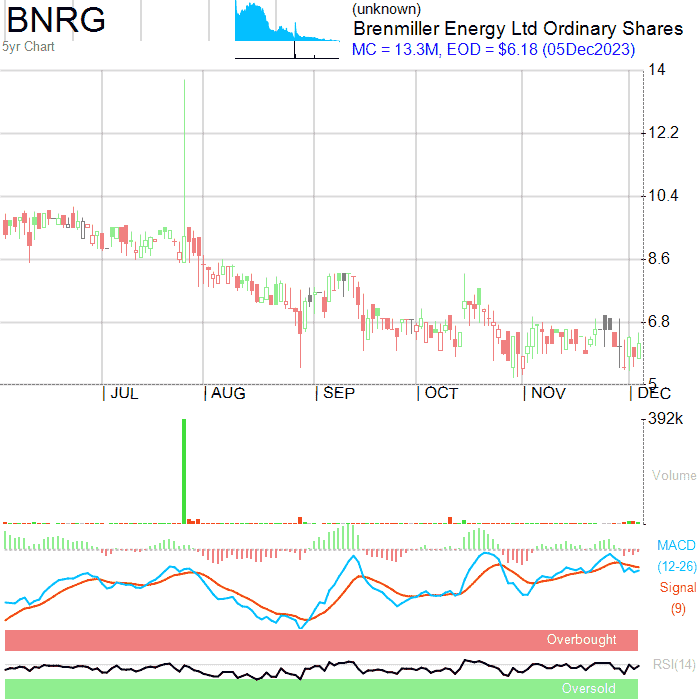 BNRG
5yr Chart
(unknown)
Brenmiller Energy Ltd Ordinary Shares
MC = 13.3M, EOD = $6.18 (05Dec2023)
14
12.2
10.4
8.6
6.8
5
JUL AUG SEP OCT NOV DEC
392k
Volume
MACD
(12-26)
Signal
(9)
Overbought
RSI(14)
Oversold